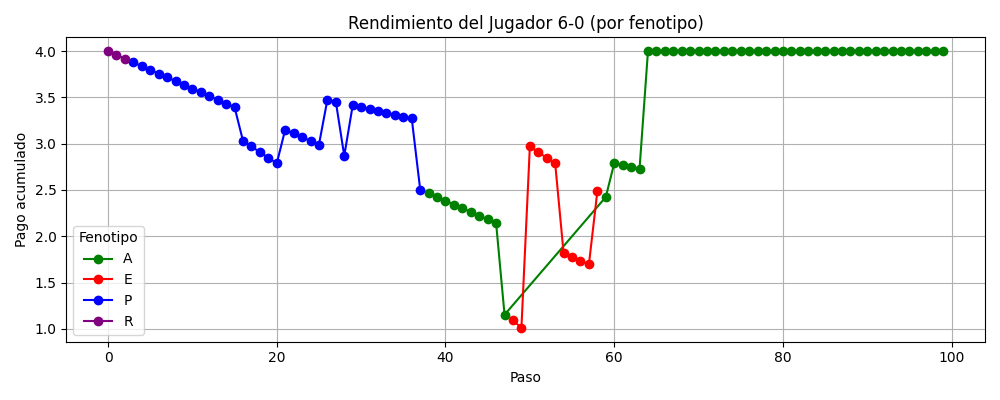 Rendimiento del Jugador 6-0 (por fenotipo)
Pago acumulado
4.0
3.5
3.0
2.5
2.0
1.5
1.0
Fenotipo
A
E
P
R
0 20 40 60 80 100
Paso